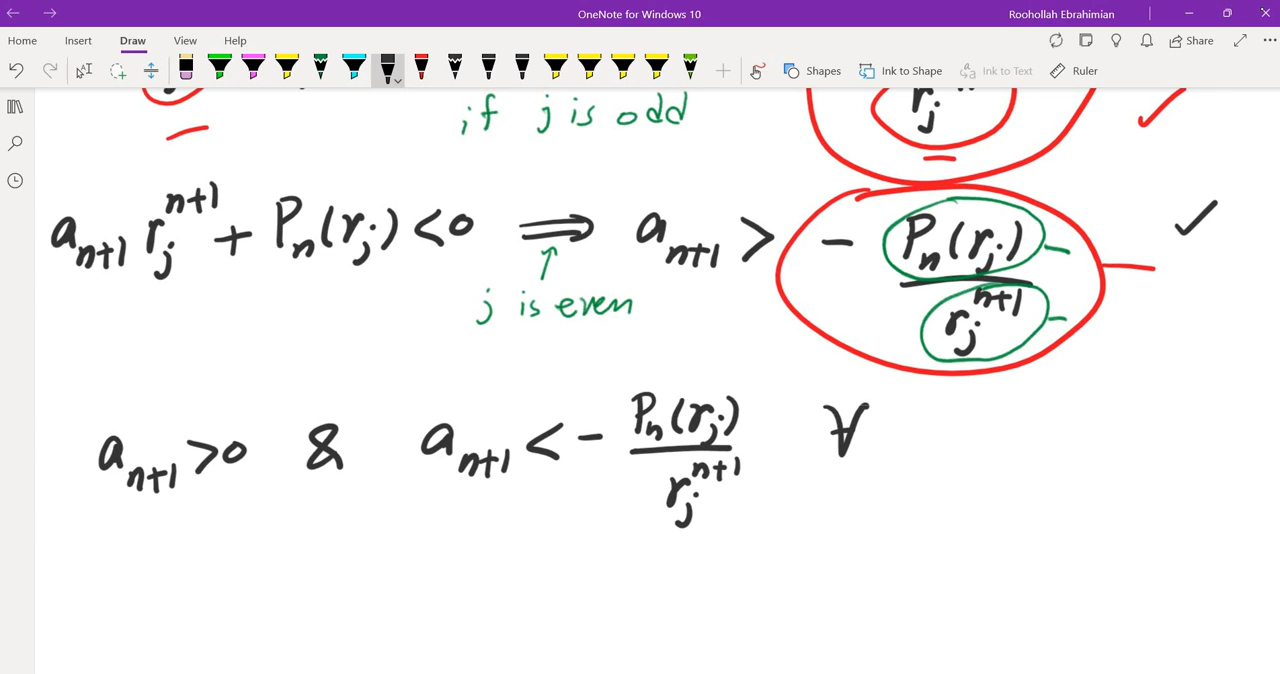 OneNote for Windows 10
Roohollah Ebrahimian
Home Insert Draw View Help
Share
Shapes Ink to Shape Ink to Text Ruler
if j is odd
r_j
a_{n+1} r_j^{n+1} + P_n(r_j) < 0 ⟹ a_{n+1} > - P_n(r_j) / r_j^{n+1} ✓
↑
j is even
a_{n+1} > 0 & a_{n+1} < - P_n(r_j) / r_j^{n+1} ∀